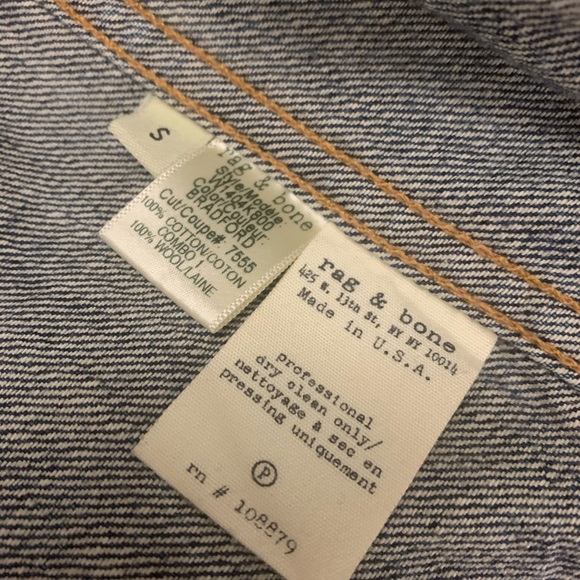 S
rag & bone
Style/Modele
Color/Couleur:
BRADFORD
Cut/Coupe# 7555
100% COTTON/COTON
COMBO
100% WOOL/LAINE
rag & bone
425 W. 13th St, NY NY 10014
Made in U.S.A.
professional
dry clean only/
nettoyage à sec en
pressing uniquement
P
rn # 108879